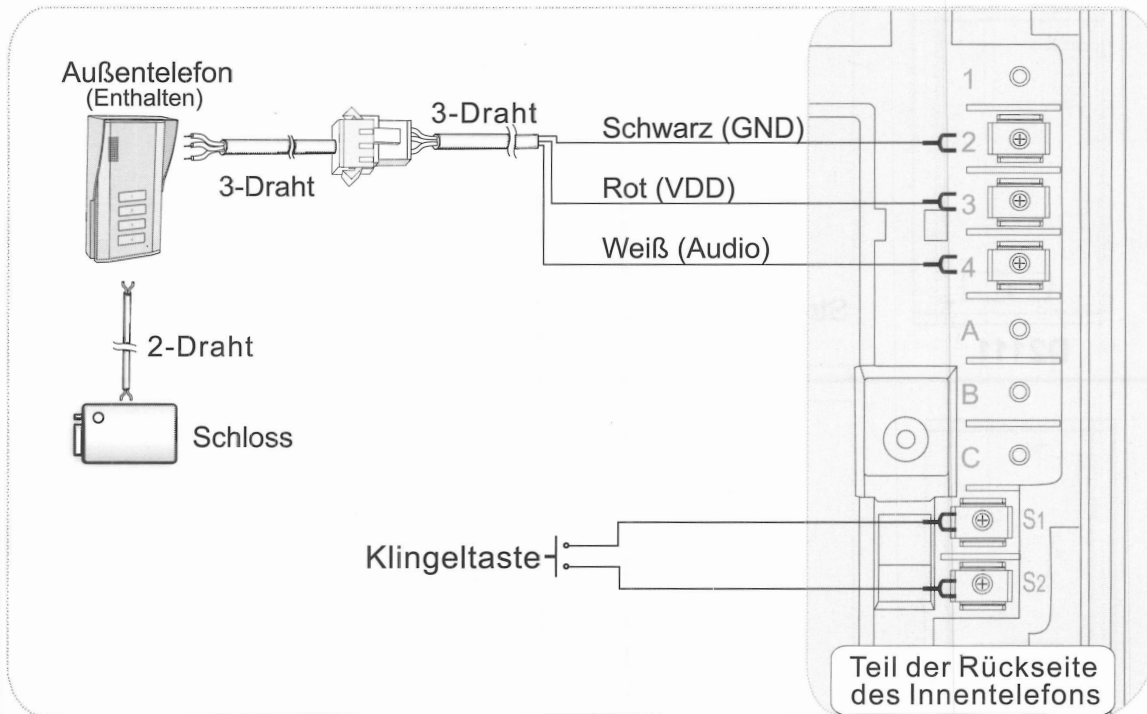 Außentelefon
(Enthalten)
3-Draht
3-Draht
Schwarz (GND)
Rot (VDD)
Weiß (Audio)
2-Draht
Schloss
Klingeltaste
1
2
3
4
A
B
C
S1
S2
Teil der Rückseite
des Innentelefons